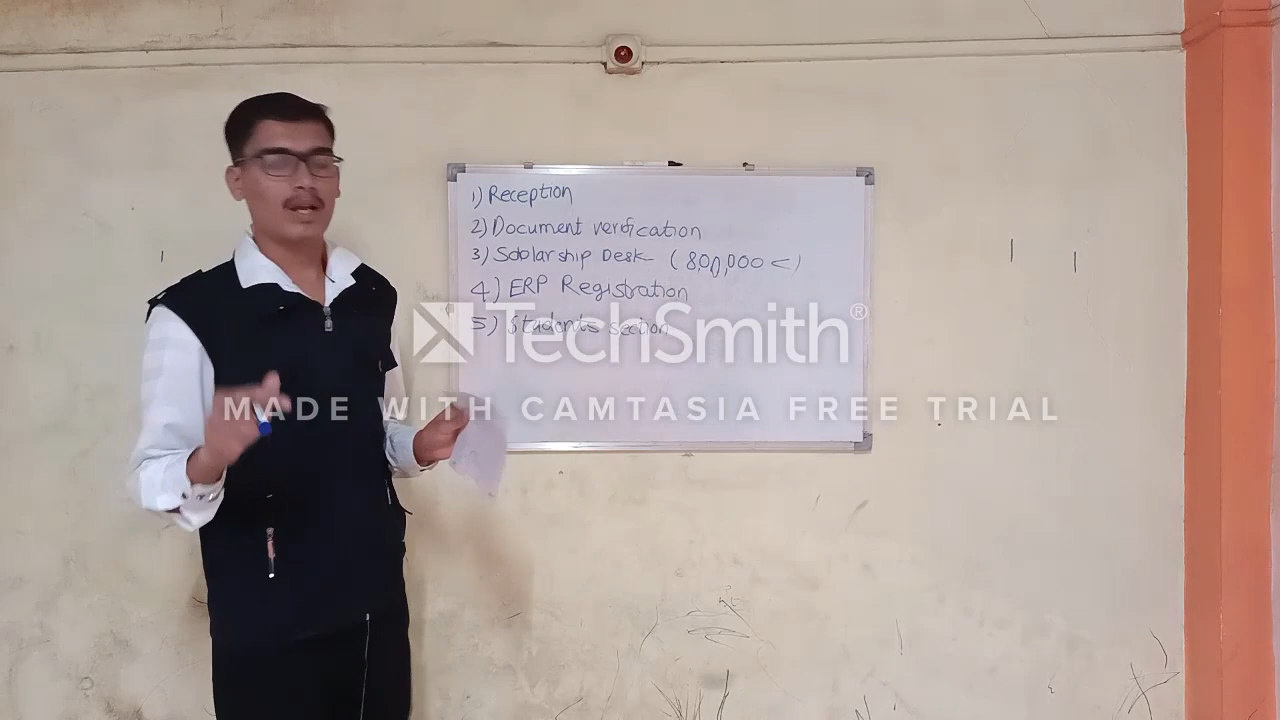 1) Reception
2) Document verification
3) Scholarship Desk (8,00,000 <)
4) ERP Registration
5) Students section
TechSmith®
MADE WITH CAMTASIA FREE TRIAL